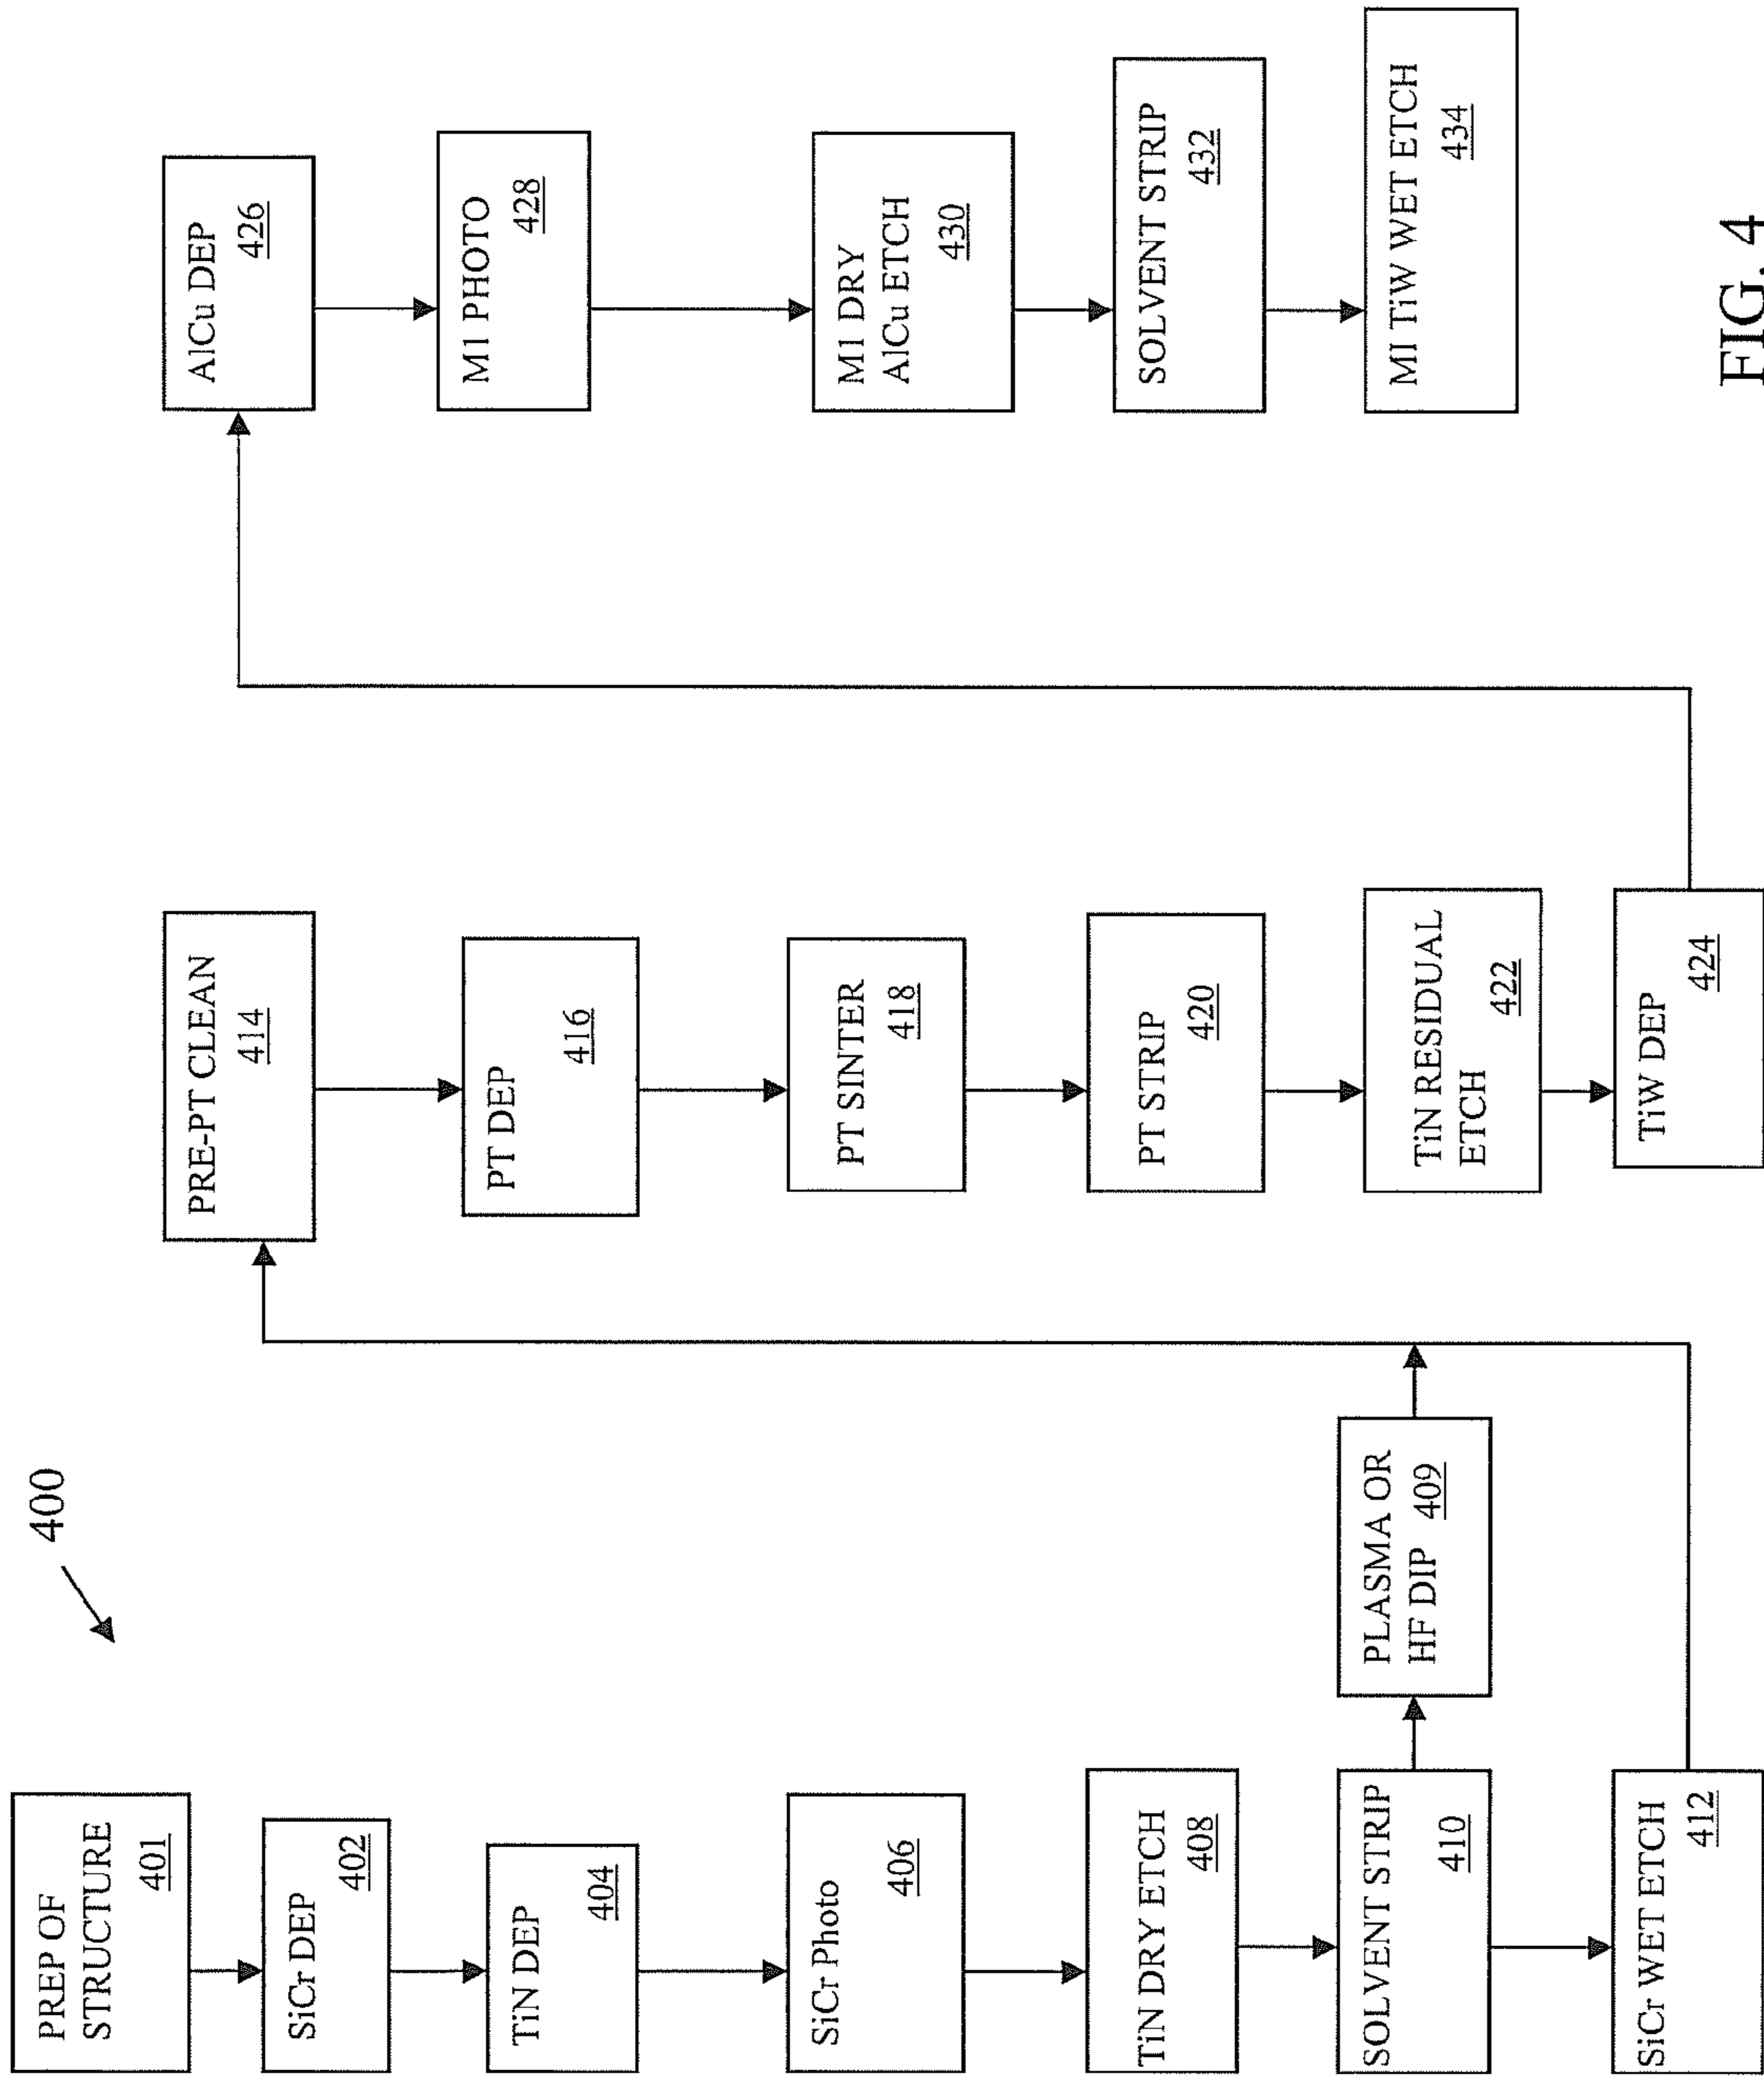 400
PREP OF
STRUCTURE
401
SiCr DEP
402
TiN DEP
404
SiCr Photo
406
TiN DRY ETCH
408
SOLVENT STRIP
410
PLASMA OR
HF DIP 409
SiCr WET ETCH
412
PRE-PT CLEAN
414
PT DEP
416
PT SINTER
418
PT STRIP
420
TiN RESIDUAL
ETCH
422
TiW DEP
424
AlCu DEP
426
M1 PHOTO
428
M1 DRY
AlCu ETCH
430
SOLVENT STRIP
432
MI TiW WET ETCH
434
FIG. 4